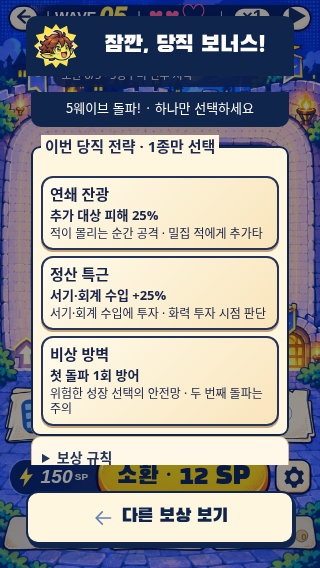 WAVE 05
x1
잠깐, 당직 보너스!
5웨이브 돌파! · 하나만 선택하세요
이번 당직 전략 · 1종만 선택
연쇄 잔광
추가 대상 피해 25%
적이 몰리는 순간 공격 · 밀집 적에게 추가타
정산 특근
서기·회계 수입 +25%
서기·회계 수입에 투자 · 화력 투자 시점 판단
비상 방벽
첫 돌파 1회 방어
위험한 성장 선택의 안전망 · 두 번째 돌파는
주의
▶ 보상 규칙
150 SP
소환 · 12 SP
← 다른 보상 보기